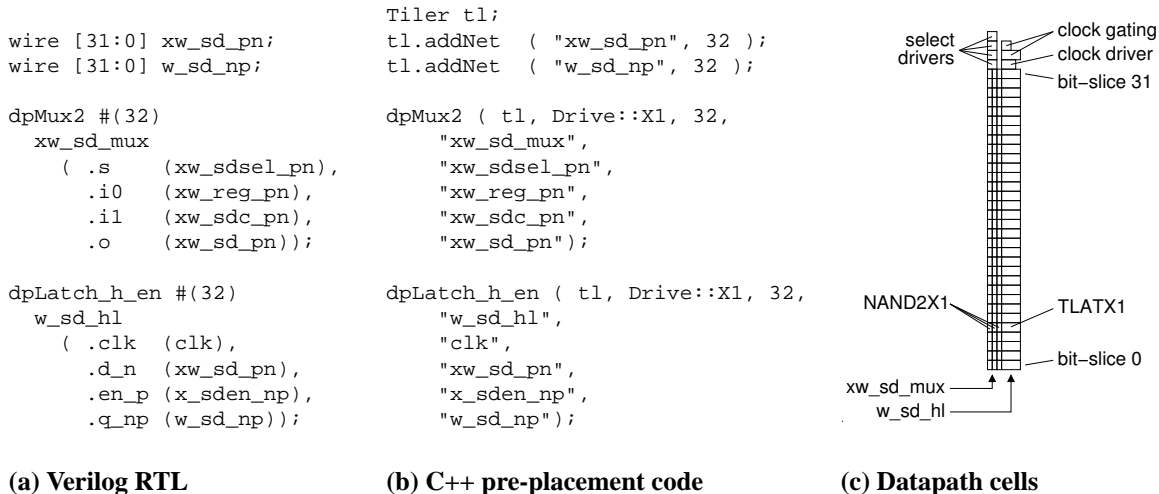 wire [31:0] xw_sd_pn;
wire [31:0] w_sd_np;
dpMux2 #(32)
xw_sd_mux
( .s (xw_sdsel_pn),
.i0 (xw_reg_pn),
.i1 (xw_sdc_pn),
.o (xw_sd_pn));
dpLatch_h_en #(32)
w_sd_hl
( .clk (clk),
.d_n (xw_sd_pn),
.en_p (x_sden_np),
.q_np (w_sd_np));
(a) Verilog RTL
Tiler tl;
tl.addNet ( "xw_sd_pn", 32 );
tl.addNet ( "w_sd_np", 32 );
dpMux2 ( tl, Drive::X1, 32,
"xw_sd_mux",
"xw_sdsel_pn",
"xw_reg_pn",
"xw_sdc_pn",
"xw_sd_pn");
dpLatch_h_en ( tl, Drive::X1, 32,
"w_sd_hl",
"clk",
"xw_sd_pn",
"x_sden_np",
"w_sd_np");
(b) C++ pre-placement code
select
drivers
clock gating
clock driver
bit−slice 31
NAND2X1
TLATX1
bit−slice 0
xw_sd_mux
w_sd_hl
(c) Datapath cells